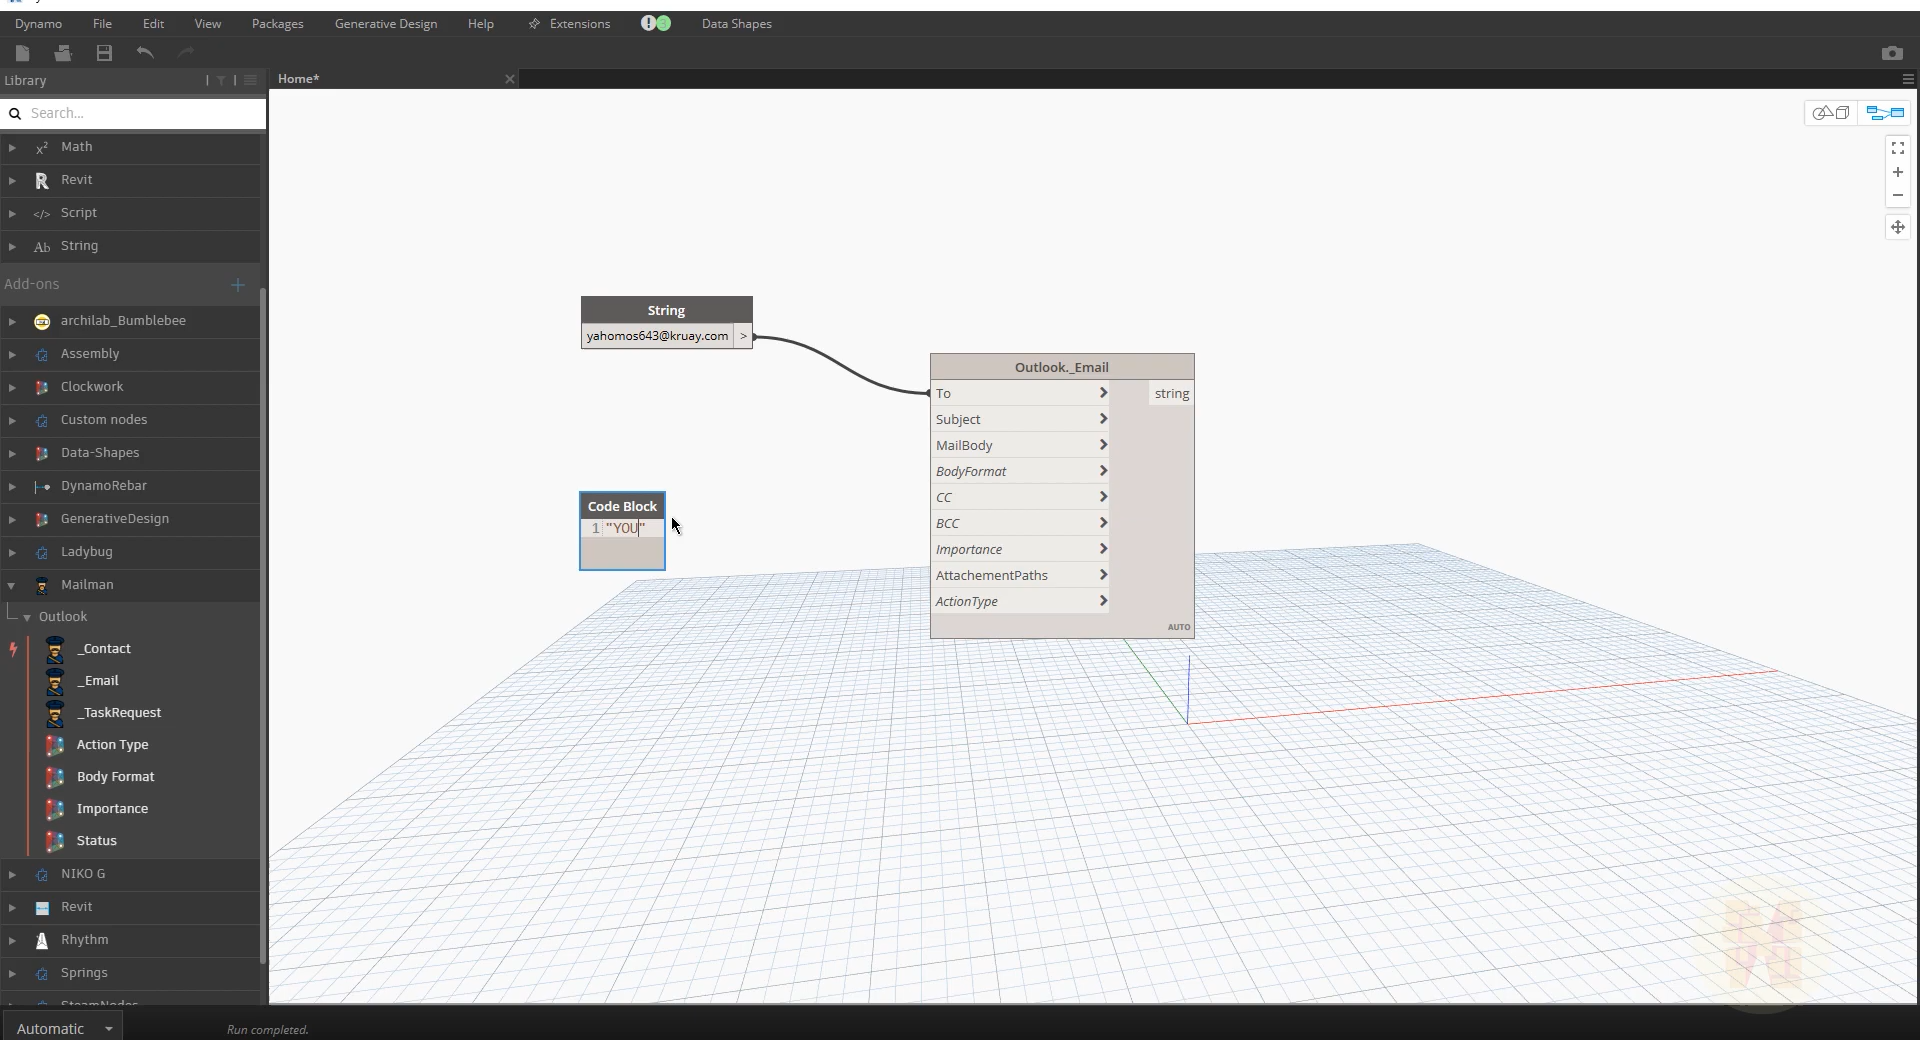 Dynamo File Edit View Packages Generative Design Help Extensions ! 3 Data Shapes
Library
Home*
Search...
Math
Revit
Script
String
Add-ons
archilab_Bumblebee
Assembly
Clockwork
Custom nodes
Data-Shapes
DynamoRebar
GenerativeDesign
Ladybug
Mailman
Outlook
_Contact
_Email
_TaskRequest
Action Type
Body Format
Importance
Status
NIKO G
Revit
Rhythm
Springs
SteamNodes
String
yahomos643@kruay.com >
Code Block
1 "YOU"
Outlook._Email
To string
Subject
MailBody
BodyFormat
CC
BCC
Importance
AttachementPaths
ActionType
AUTO
Automatic
Run completed.